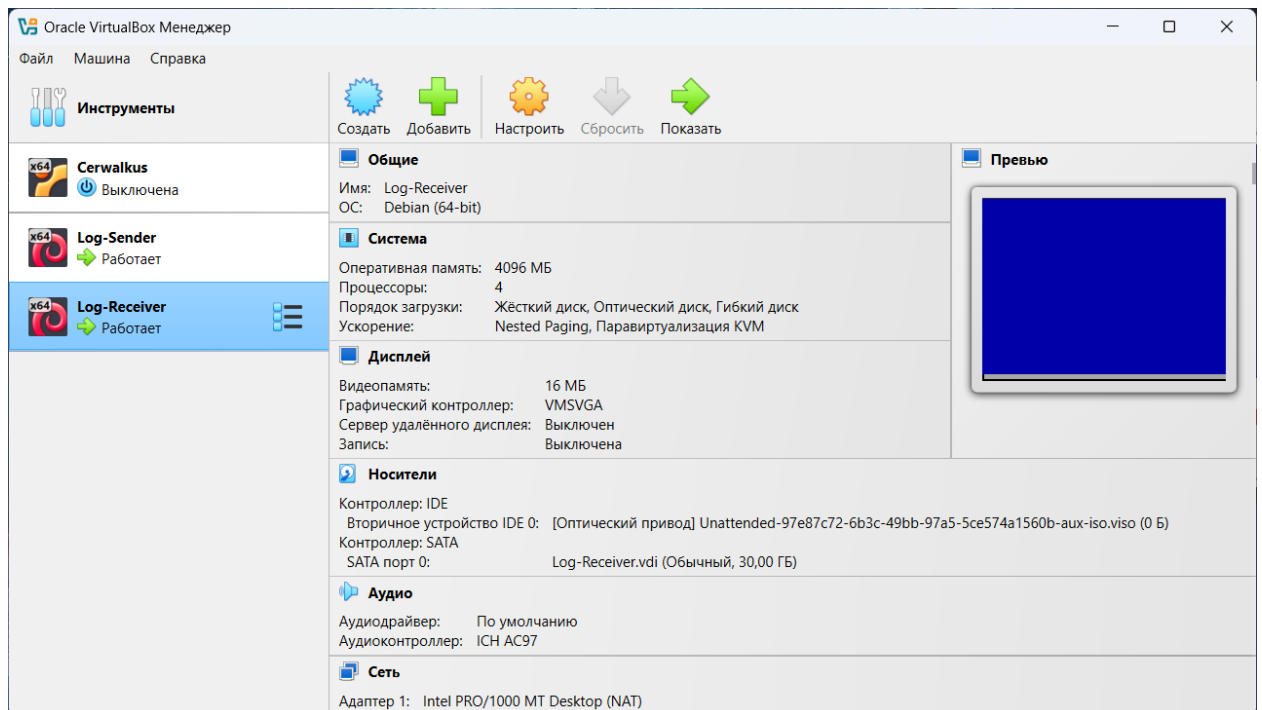 Oracle VirtualBox Менеджер
Файл Машина Справка
Инструменты
Создать Добавить Настроить Сбросить Показать
x64 Cerwalkus
Выключена
x64 Log-Sender
Работает
x64 Log-Receiver
Работает
Общие
Имя: Log-Receiver
ОС: Debian (64-bit)
Превью
Система
Оперативная память: 4096 МБ
Процессоры: 4
Порядок загрузки: Жёсткий диск, Оптический диск, Гибкий диск
Ускорение: Nested Paging, Паравиртуализация KVM
Дисплей
Видеопамять: 16 МБ
Графический контроллер: VMSVGA
Сервер удалённого дисплея: Выключен
Запись: Выключена
Носители
Контроллер: IDE
Вторичное устройство IDE 0: [Оптический привод] Unattended-97e87c72-6b3c-49bb-97a5-5ce574a1560b-aux-iso.viso (0 Б)
Контроллер: SATA
SATA порт 0: Log-Receiver.vdi (Обычный, 30,00 ГБ)
Аудио
Аудиодрайвер: По умолчанию
Аудиоконтроллер: ICH AC97
Сеть
Адаптер 1: Intel PRO/1000 MT Desktop (NAT)